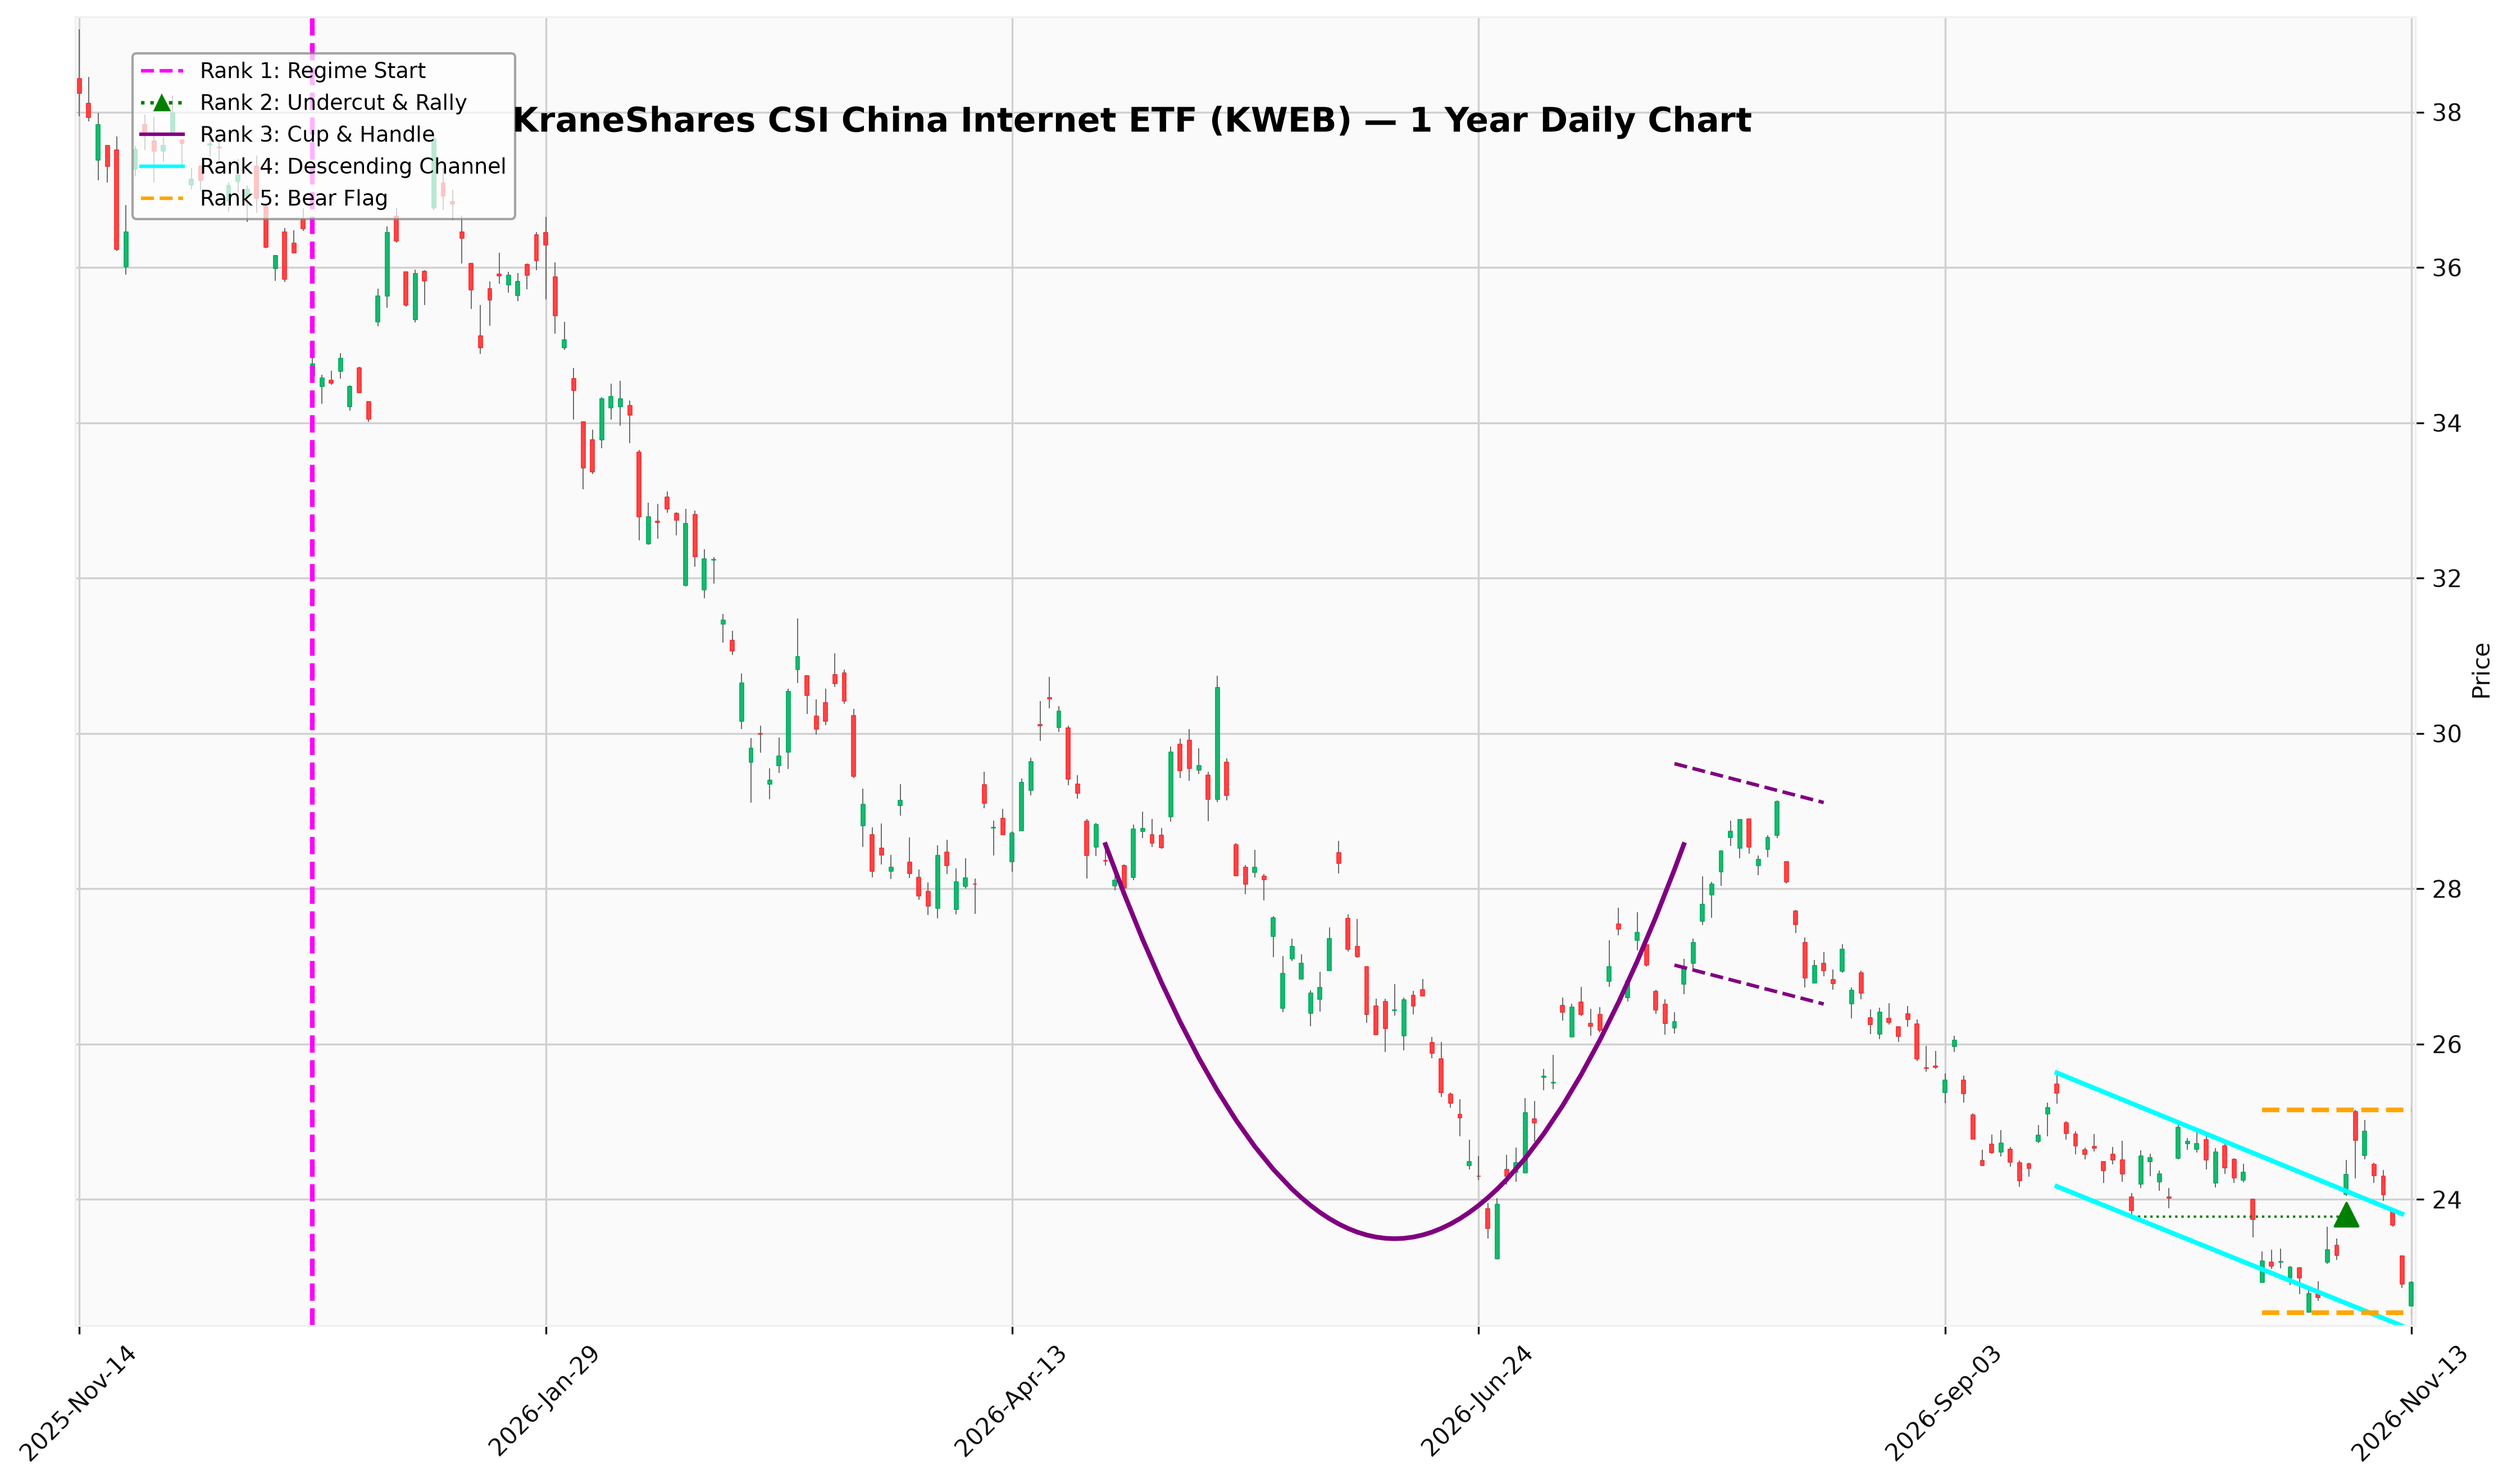 Rank 1: Regime Start
Rank 2: Undercut & Rally
Rank 3: Cup & Handle
Rank 4: Descending Channel
Rank 5: Bear Flag
KraneShares CSI China Internet ETF (KWEB) — 1 Year Daily Chart
38
36
34
32
30
28
26
24
Price
2025-Nov-14
2026-Jan-29
2026-Apr-13
2026-Jun-24
2026-Sep-03
2026-Nov-13